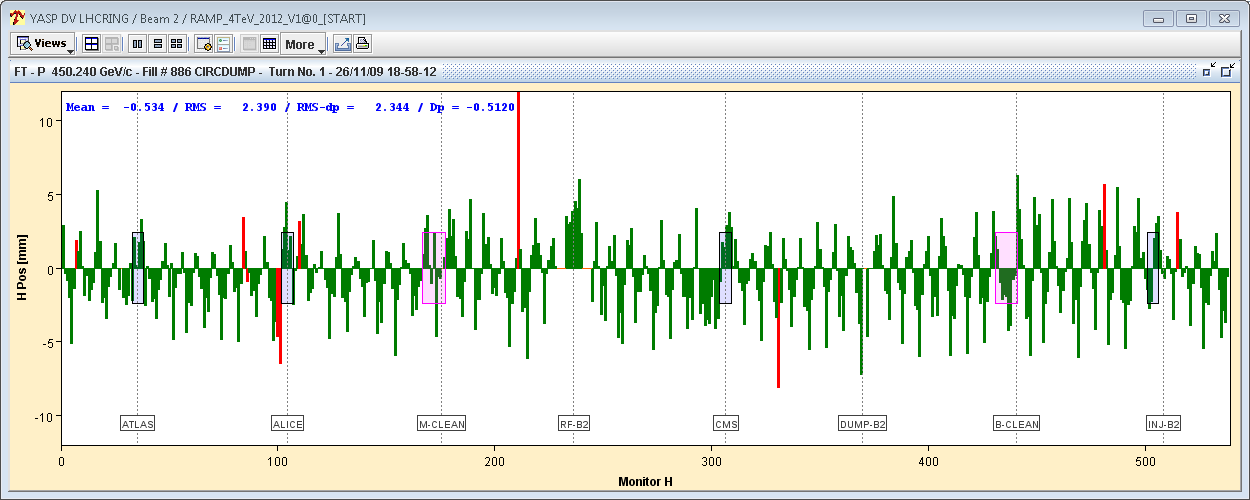 YASP DV LHCRING / Beam 2 / RAMP_4TeV_2012_V1@0_[START]
Views More
FT - P 450.240 GeV/c - Fill # 886 CIRCDUMP - Turn No. 1 - 26/11/09 18-58-12
Mean = -0.534 / RMS = 2.390 / RMS-dp = 2.344 / Dp = -0.5120
10
5
0
-5
-10
H Pos [mm]
ATLAS ALICE M-CLEAN RF-B2 CMS DUMP-B2 B-CLEAN INJ-B2
0 100 200 300 400 500
Monitor H